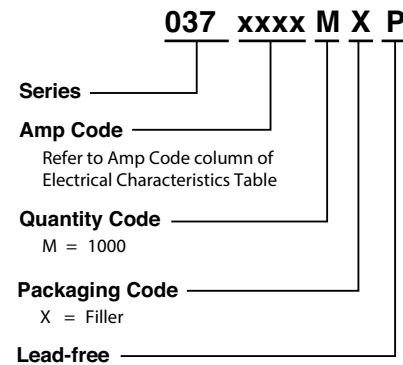 037 xxxx M X P
Series
Amp Code
Refer to Amp Code column of
Electrical Characteristics Table
Quantity Code
M = 1000
Packaging Code
X = Filler
Lead-free